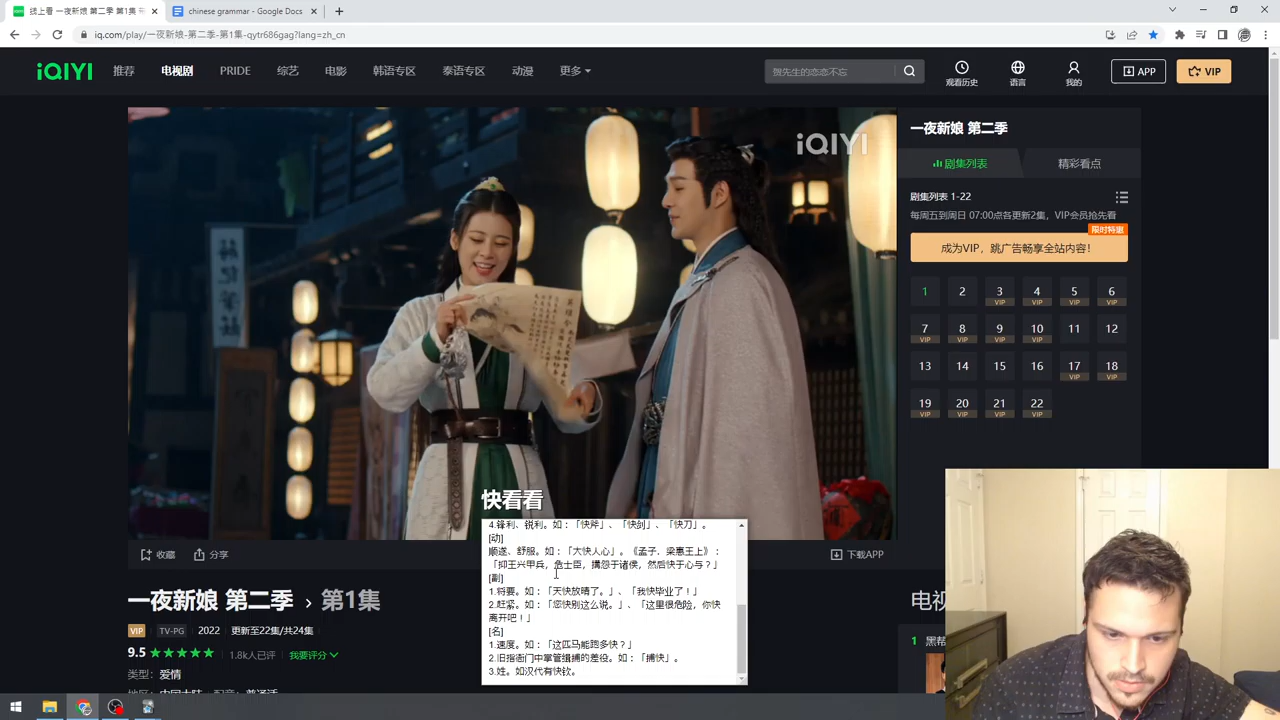 线上看 一夜新娘 第二季 第1集
chinese grammar - Google Docs
iq.com/play/一夜新娘-第二季-第1集-qytr686gag?lang=zh_cn
iQIYI 推荐 电视剧 PRIDE 综艺 电影 韩语专区 泰语专区 动漫 更多
贺先生的恋恋不忘
观看历史 语言 我的 APP VIP
iQIYI
一夜新娘 第二季
剧集列表 精彩看点
剧集列表 1-22
每周五到周日 07:00点各更新2集，VIP会员抢先看
限时特惠
成为VIP，跳广告畅享全站内容！
1 2 3 4 5 6
VIP VIP VIP VIP
7 8 9 10 11 12
VIP VIP VIP VIP
13 14 15 16 17 18
VIP VIP
19 20 21 22
VIP VIP VIP VIP
快看看
4.锋利、锐利。如：「快斧」、「快剑」、「快刀」。
[动]
顺遂、舒服。如：「大快人心」。《孟子．梁惠王上》：
「抑王兴甲兵，危士臣，搆怨于诸侯，然后快于心与？」
[副]
1.将要。如：「天快放晴了。」、「我快毕业了！」
2.赶紧。如：「您快别这么说。」、「这里很危险，你快
离开吧！」
[名]
1.速度。如：「这匹马能跑多快？」
2.旧指衙门中掌管缉捕的差役。如：「捕快」。
3.姓。如汉代有快钦。
收藏 分享 下载APP
一夜新娘 第二季 › 第1集
VIP TV-PG 2022 更新至22集/共24集
9.5 1.8k人已评 我要评分
类型: 爱情
电视
1 黑帮